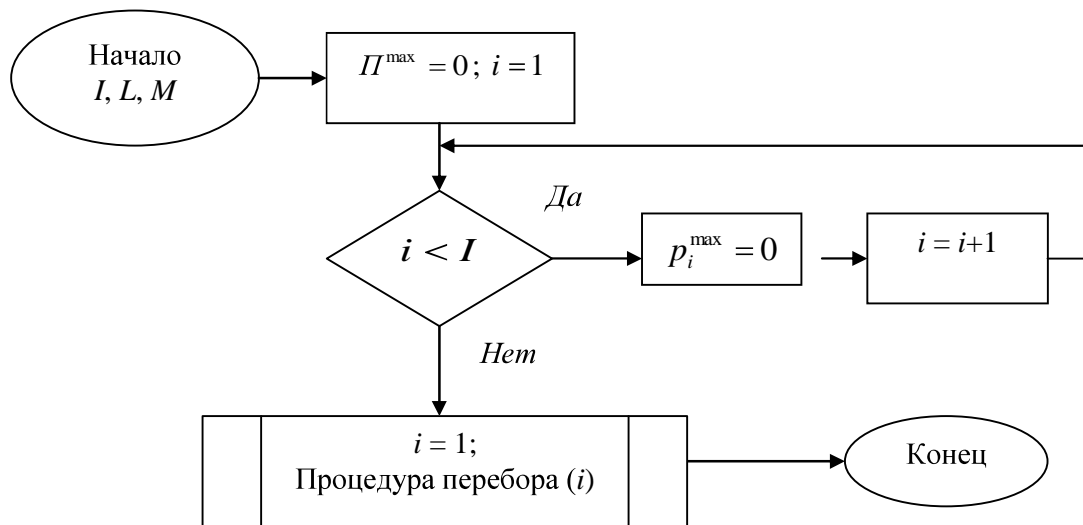 Начало
I, L, M
П^max = 0; i = 1
Да
i < I
p_i^max = 0
i = i+1
Нет
i = 1;
Процедура перебора (i)
Конец